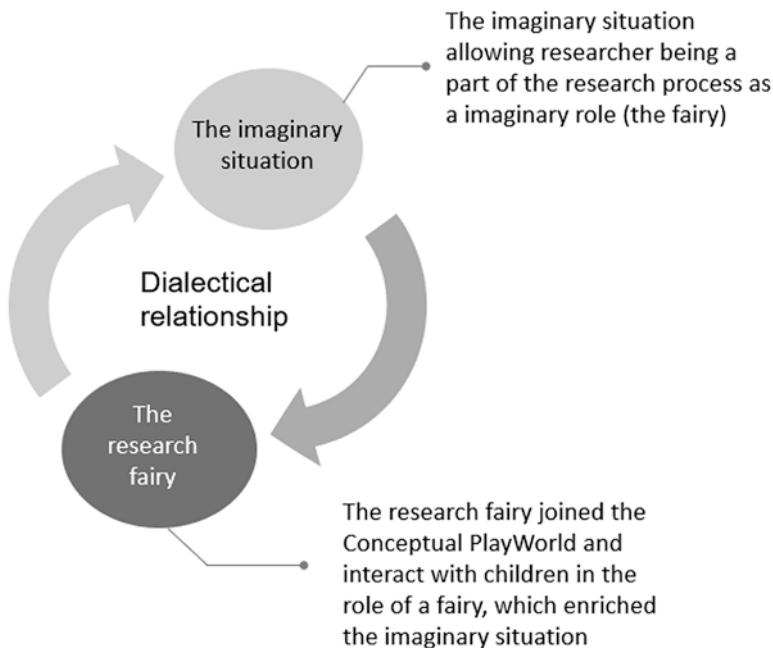 The imaginary situation
allowing researcher being a
part of the research process as
a imaginary role (the fairy)
The imaginary
situation
Dialectical
relationship
The
research
fairy
The research fairy joined the
Conceptual PlayWorld and
interact with children in the
role of a fairy, which enriched
the imaginary situation